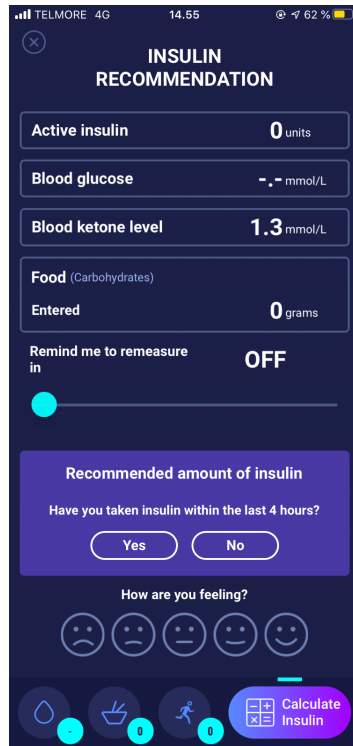 TELMORE 4G 14.55 62 %
INSULIN
RECOMMENDATION
Active insulin 0 units
Blood glucose -.- mmol/L
Blood ketone level 1.3 mmol/L
Food (Carbohydrates)
Entered 0 grams
Remind me to remeasure
in OFF
Recommended amount of insulin
Have you taken insulin within the last 4 hours?
Yes No
How are you feeling?
- 0 0
Calculate
Insulin